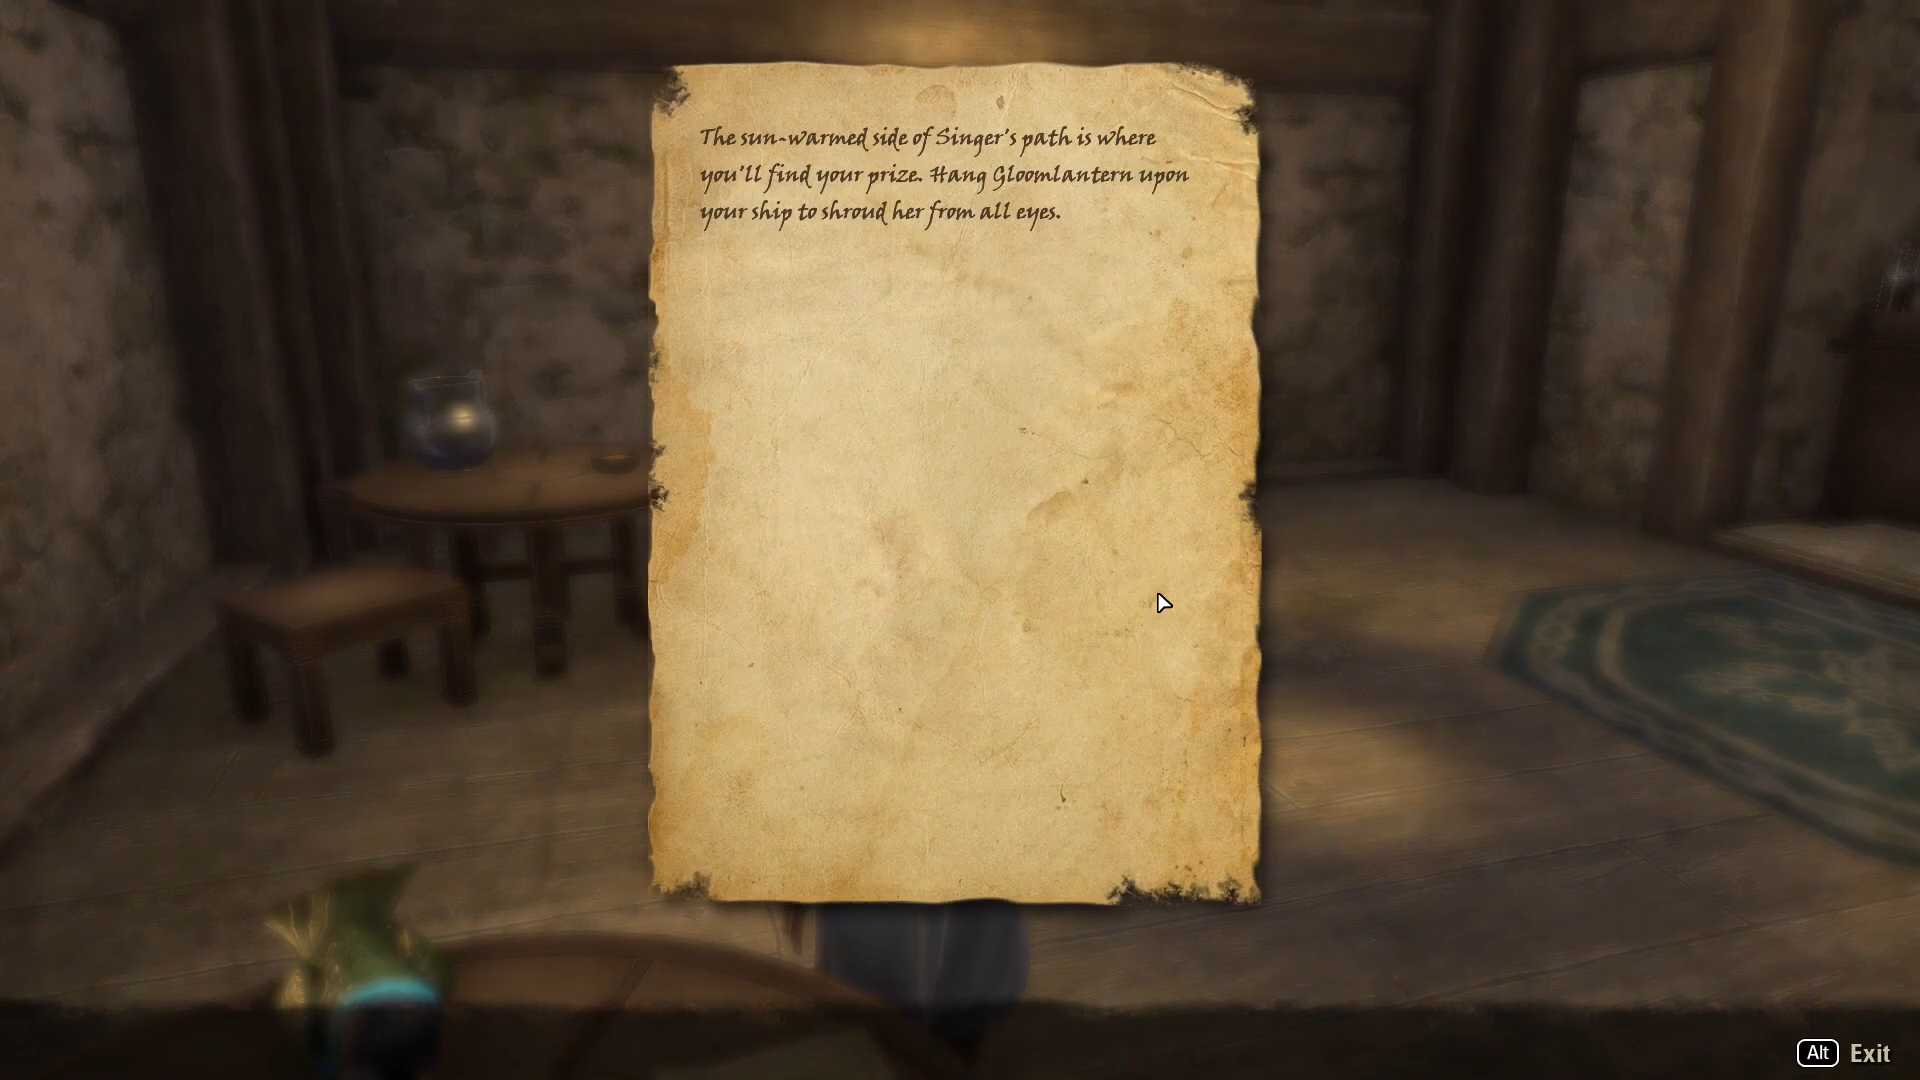 The sun-warmed side of Singer's path is where
you'll find your prize. Hang Gloomlantern upon
your ship to shroud her from all eyes.
Alt Exit